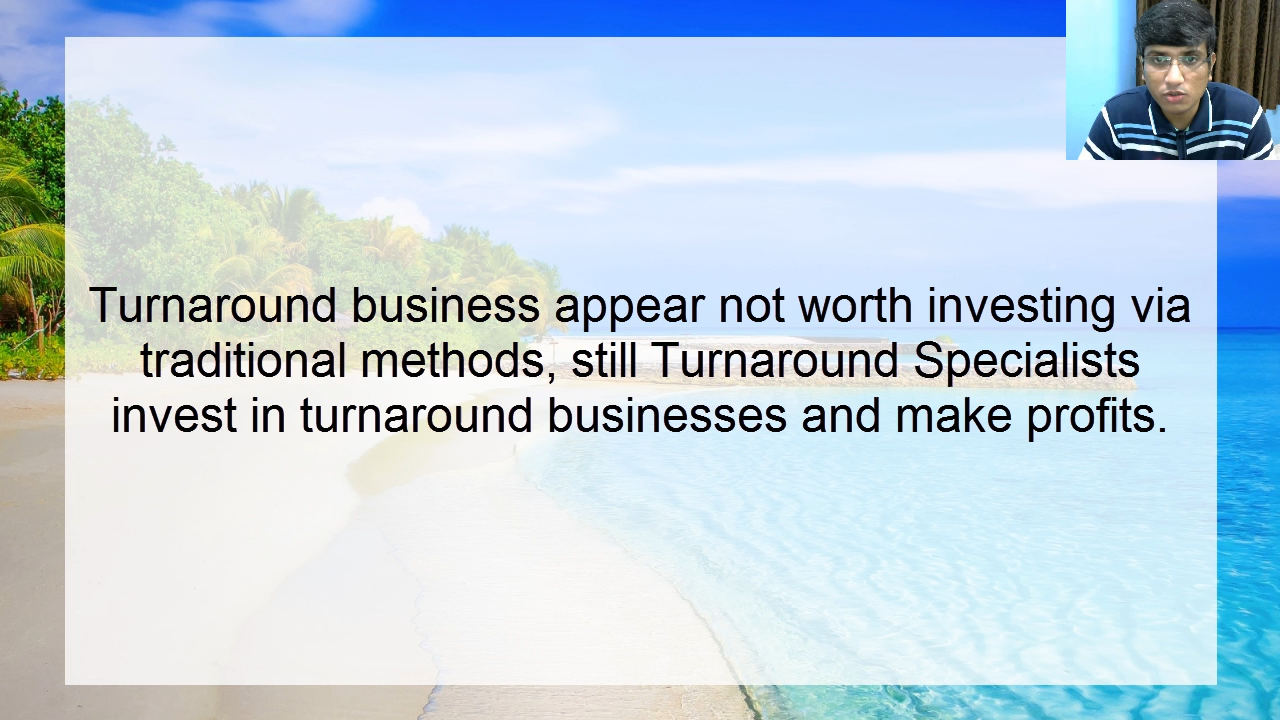 Turnaround business appear not worth investing via
traditional methods, still Turnaround Specialists
invest in turnaround businesses and make profits.